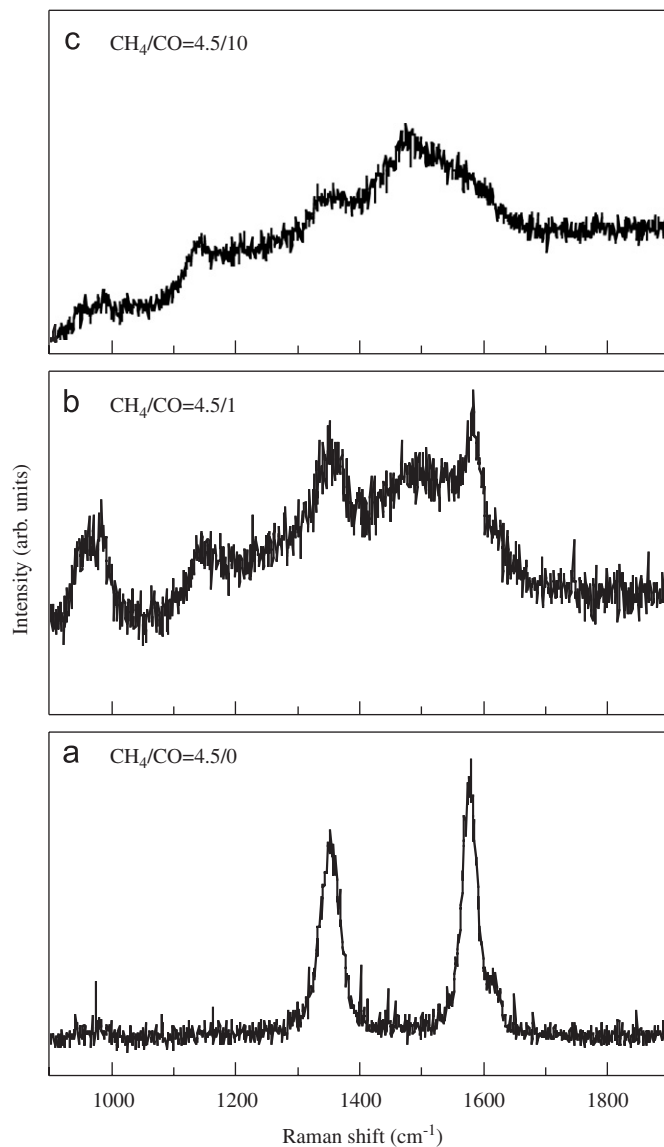 c CH₄/CO=4.5/10
b CH₄/CO=4.5/1
Intensity (arb. units)
a CH₄/CO=4.5/0
1000 1200 1400 1600 1800
Raman shift (cm⁻¹)